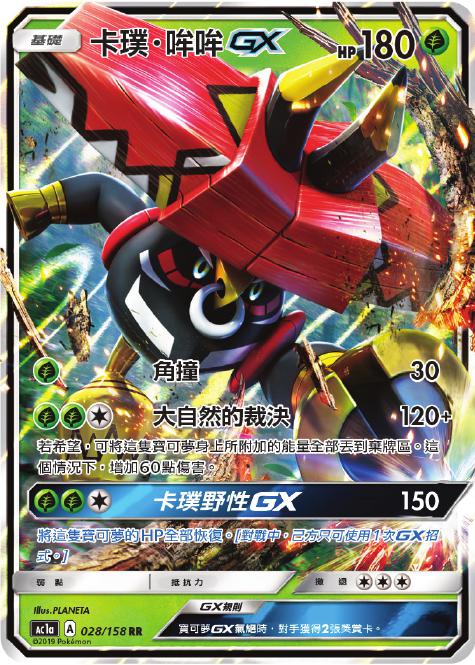 基礎 卡璞·哞哞GX HP180
角撞 30
大自然的裁決 120+
若希望，可將這隻寶可夢身上所附加的能量全部丟到棄牌區。這
個情況下，增加60點傷害。
卡璞野性GX 150
將這隻寶可夢的HP全部恢復。[對戰中，己方只可使用1次GX招
式。]
弱點 抵抗力 撤退
Illus. PLANETA
GX規則
AC1a A 028/158 RR
寶可夢GX氣絕時，對手獲得2張獎賞卡。
©2019 Pokémon